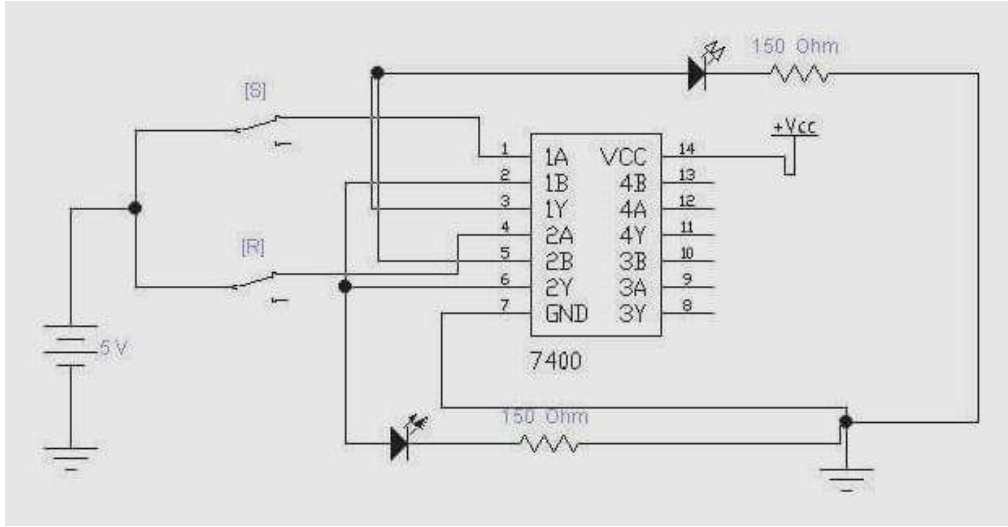 150 Ohm
[S]
+Vcc
1 1A VCC 14
2 1B 4B 13
3 1Y 4A 12
4 2A 4Y 11
[R]
5 2B 3B 10
6 2Y 3A 9
7 GND 3Y 8
5 V
7400
150 Ohm